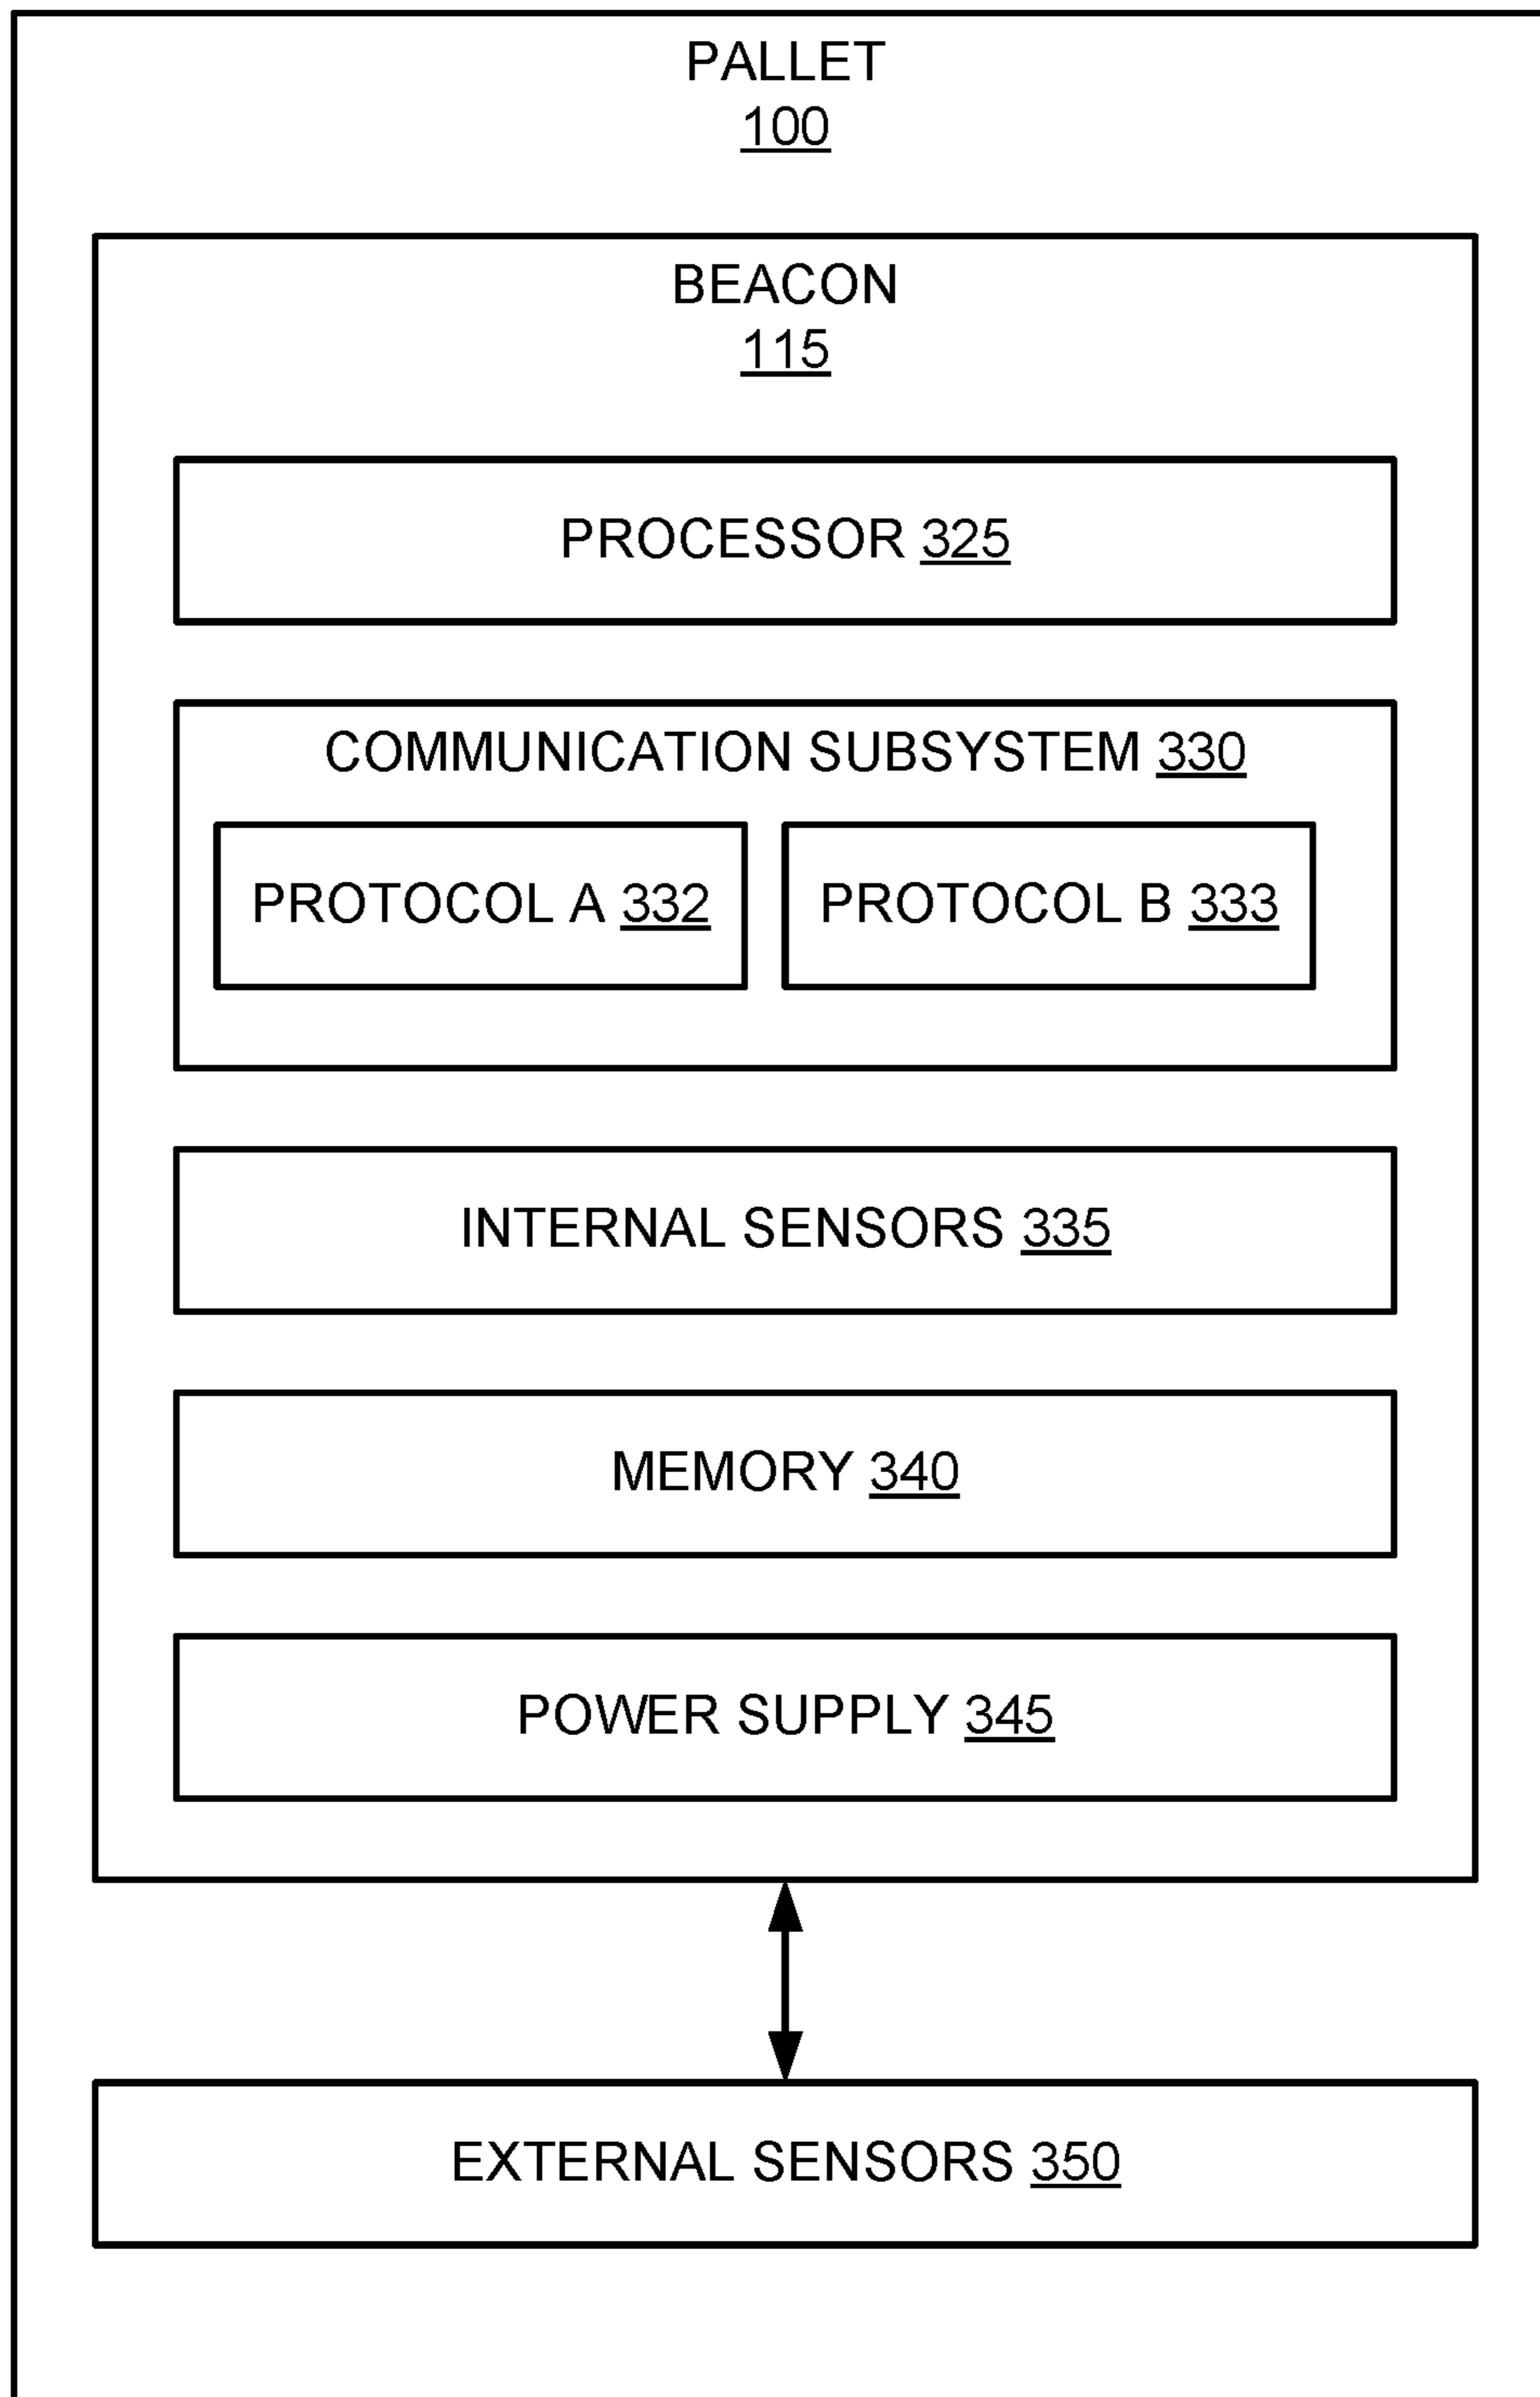 PALLET
100
BEACON
115
PROCESSOR 325
COMMUNICATION SUBSYSTEM 330
PROTOCOL A 332
PROTOCOL B 333
INTERNAL SENSORS 335
MEMORY 340
POWER SUPPLY 345
EXTERNAL SENSORS 350